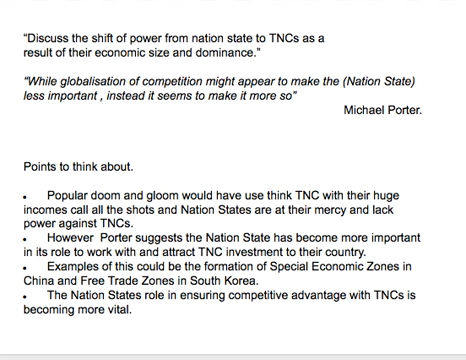 “Discuss the shift of power from nation state to TNCs as a
result of their economic size and dominance.”
“While globalisation of competition might appear to make the (Nation State)
less important , instead it seems to make it more so”
Michael Porter.
Points to think about.
• Popular doom and gloom would have use think TNC with their huge
incomes call all the shots and Nation States are at their mercy and lack
power against TNCs.
• However Porter suggests the Nation State has become more important
in its role to work with and attract TNC investment to their country.
• Examples of this could be the formation of Special Economic Zones in
China and Free Trade Zones in South Korea.
• The Nation States role in ensuring competitive advantage with TNCs is
becoming more vital.